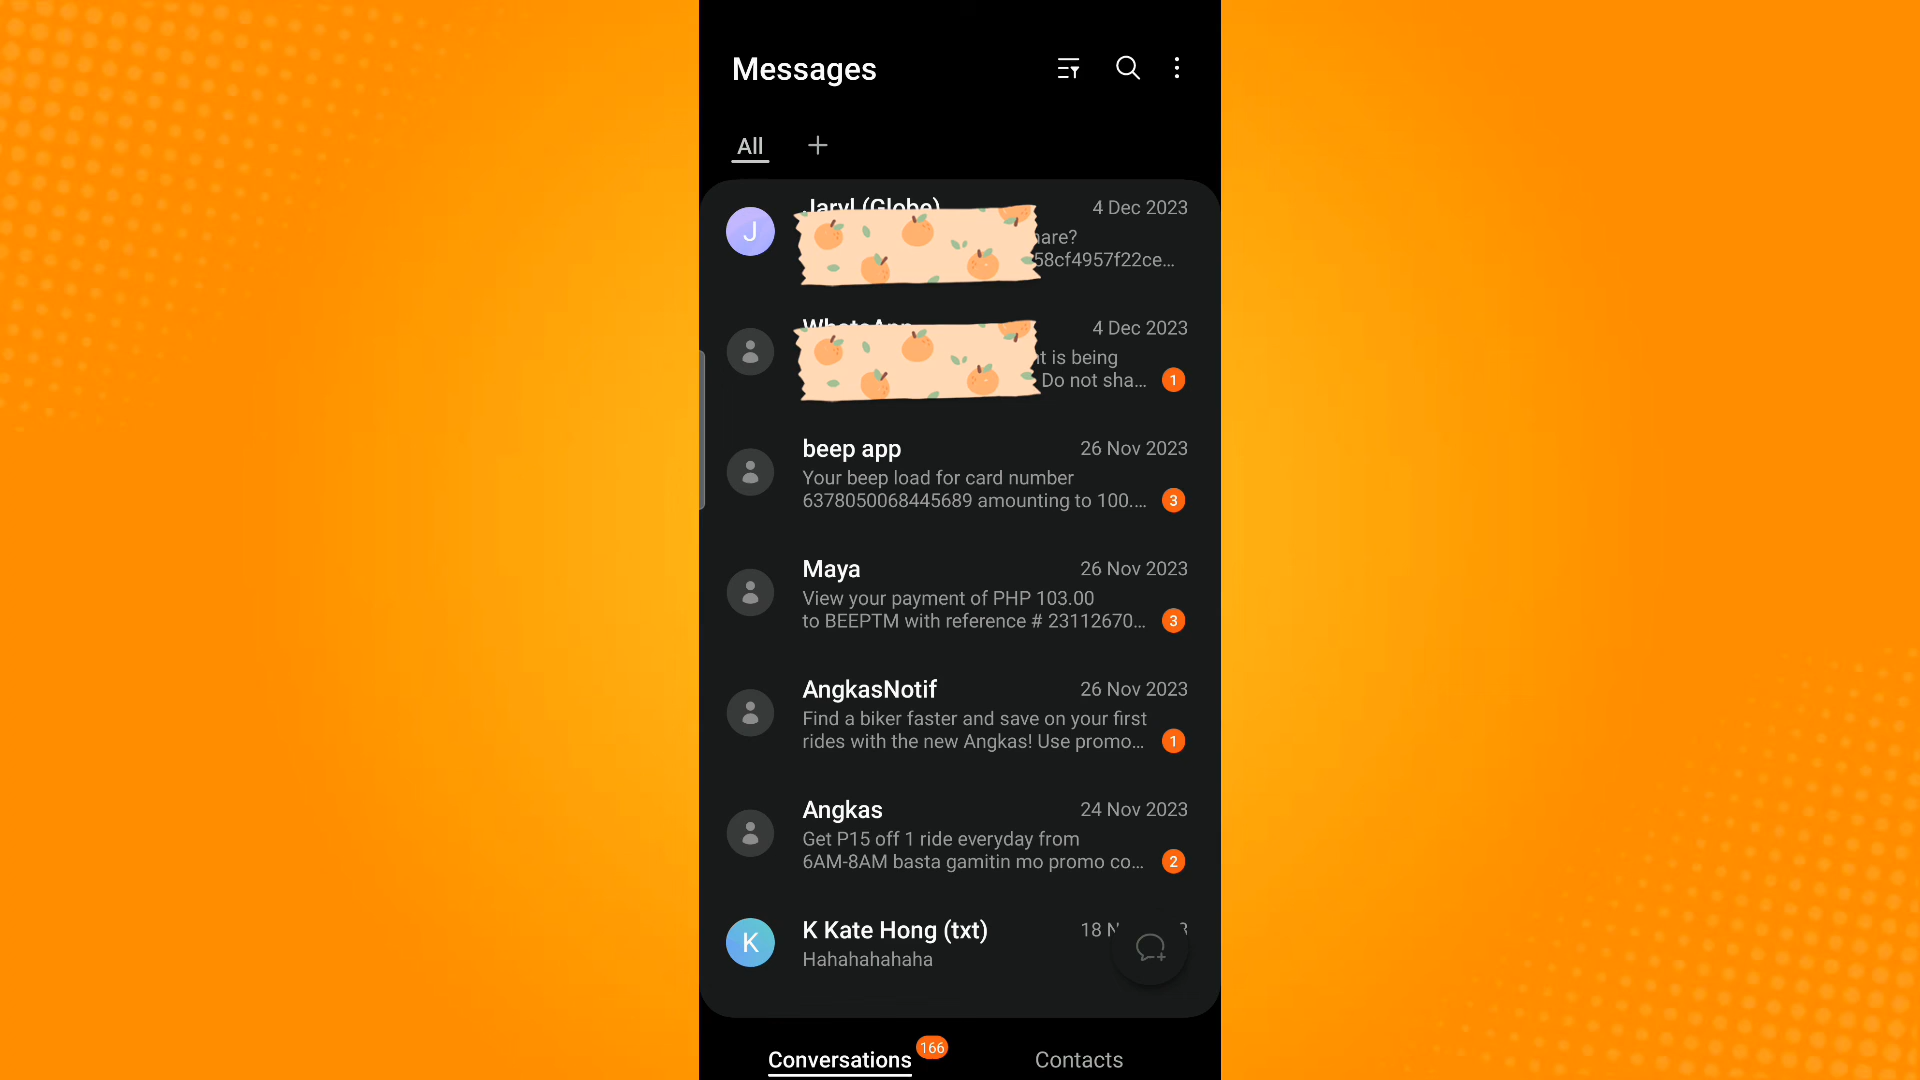 Messages
All
J
Jaryl (Globe)
4 Dec 2023
58cf4957f22ce...
WhatsApp
4 Dec 2023
is being
Do not sha...
1
beep app
26 Nov 2023
Your beep load for card number
6378050068445689 amounting to 100....
3
Maya
26 Nov 2023
View your payment of PHP 103.00
to BEEPTM with reference # 23112670...
3
AngkasNotif
26 Nov 2023
Find a biker faster and save on your first
rides with the new Angkas! Use promo...
1
Angkas
24 Nov 2023
Get P15 off 1 ride everyday from
6AM-8AM basta gamitin mo promo co...
2
K
K Kate Hong (txt)
18
Hahahahahaha
Conversations
166
Contacts